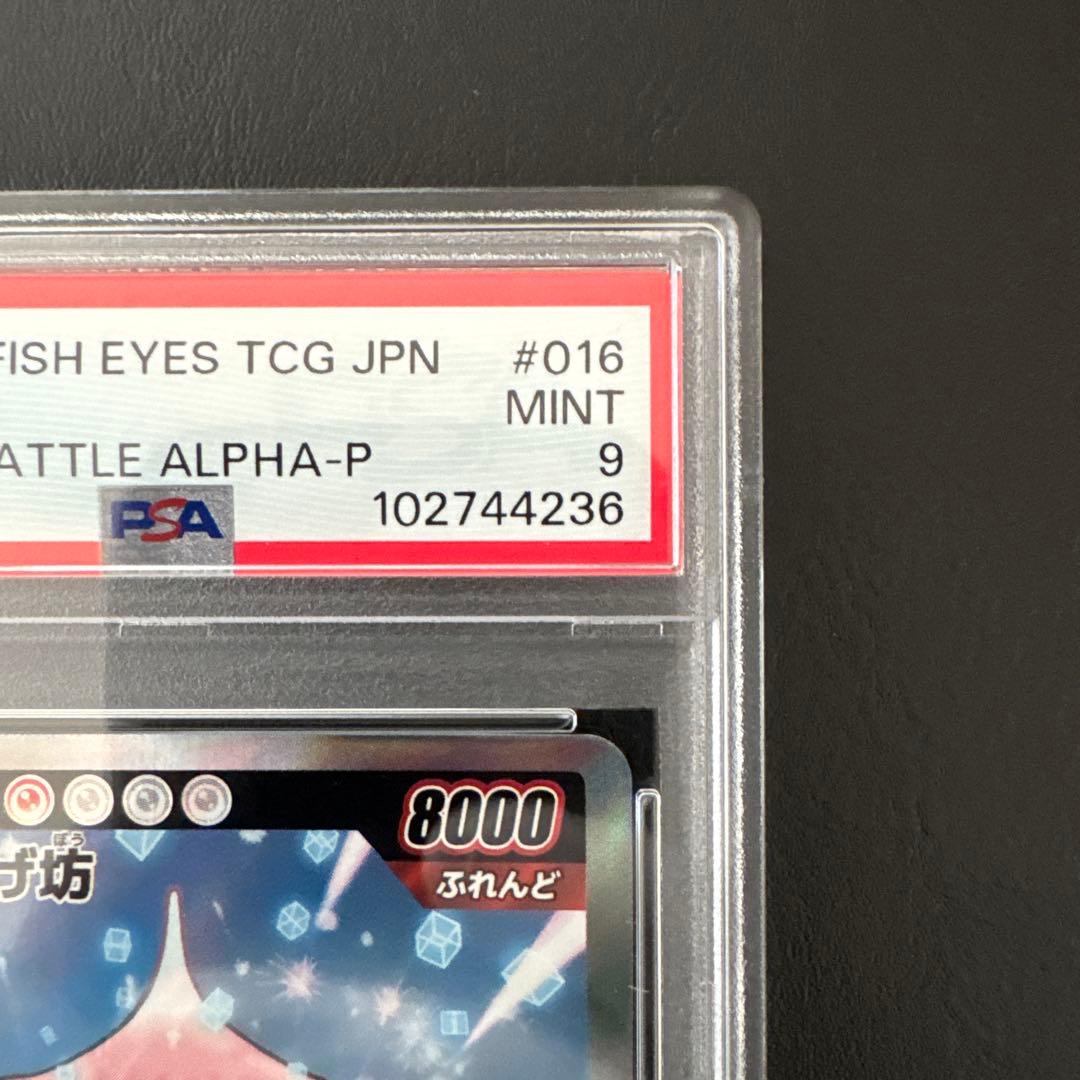 FISH EYES TCG JPN #016
MINT
ATTLE ALPHA-P 9
PSA 102744236
8000
ぼう
ブ坊
ふれんど